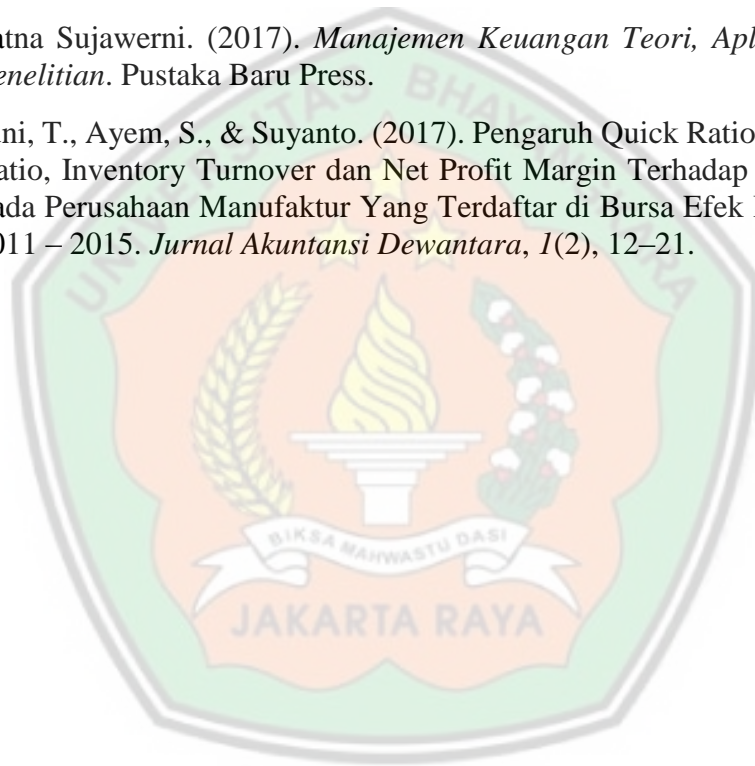 atna Sujawerni. (2017). Manajemen Keuangan Teori, Apl
enelitian. Pustaka Baru Press.
ni, T., Ayem, S., & Suyanto. (2017). Pengaruh Quick Ratio
atio, Inventory Turnover dan Net Profit Margin Terhadap
ada Perusahaan Manufaktur Yang Terdaftar di Bursa Efek
011 – 2015. Jurnal Akuntansi Dewantara, 1(2), 12–21.
UNIVERSITAS BHAYANGKARA
BIKSA MAHWASTU DASI
JAKARTA RAYA